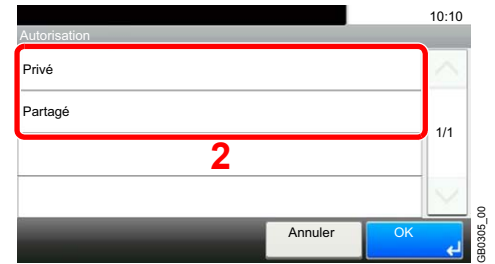 10:10
Autorisation
Privé
Partagé
1/1
2
Annuler
OK
GB0305_00